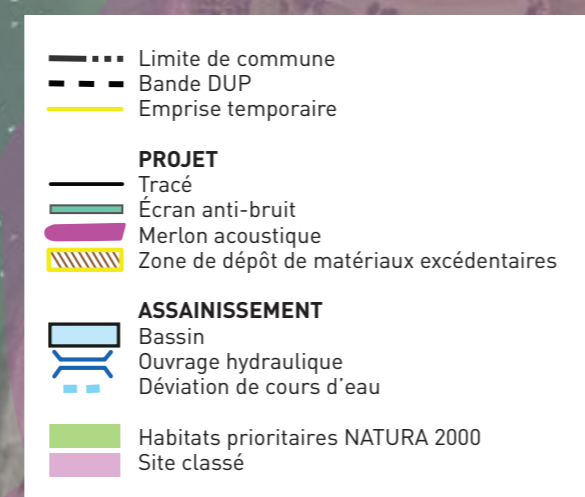 Limite de commune
Bande DUP
Emprise temporaire
PROJET
Tracé
Écran anti-bruit
Merlon acoustique
Zone de dépôt de matériaux excédentaires
ASSAINISSEMENT
Bassin
Ouvrage hydraulique
Déviation de cours d'eau
Habitats prioritaires NATURA 2000
Site classé